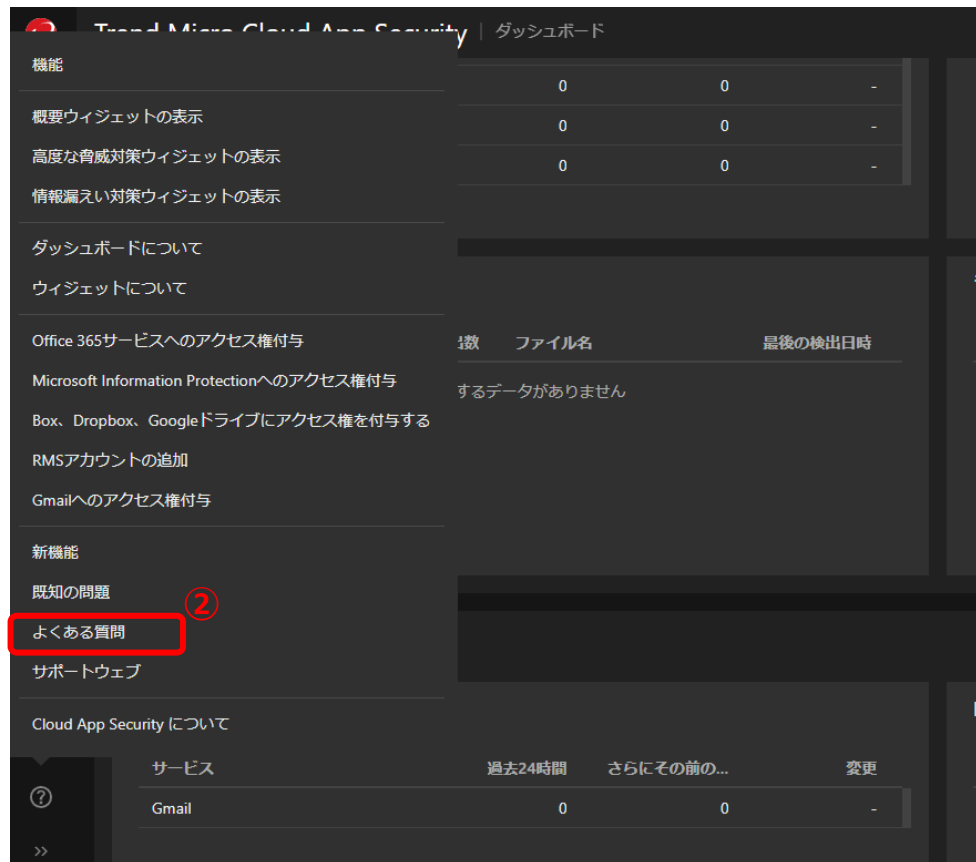 Trend Micro Cloud App Security | ダッシュボード
機能
0 0 -
概要ウィジェットの表示
0 0 -
高度な脅威対策ウィジェットの表示
0 0 -
情報漏えい対策ウィジェットの表示
ダッシュボードについて
ウィジェットについて
Office 365サービスへのアクセス権付与
出数 ファイル名 最後の検出日時
Microsoft Information Protectionへのアクセス権付与
するデータがありません
Box、Dropbox、Googleドライブにアクセス権を付与する
RMSアカウントの追加
Gmailへのアクセス権付与
新機能
既知の問題
②
よくある質問
サポートウェブ
Cloud App Security について
サービス 過去24時間 さらにその前の... 変更
Gmail 0 0 -